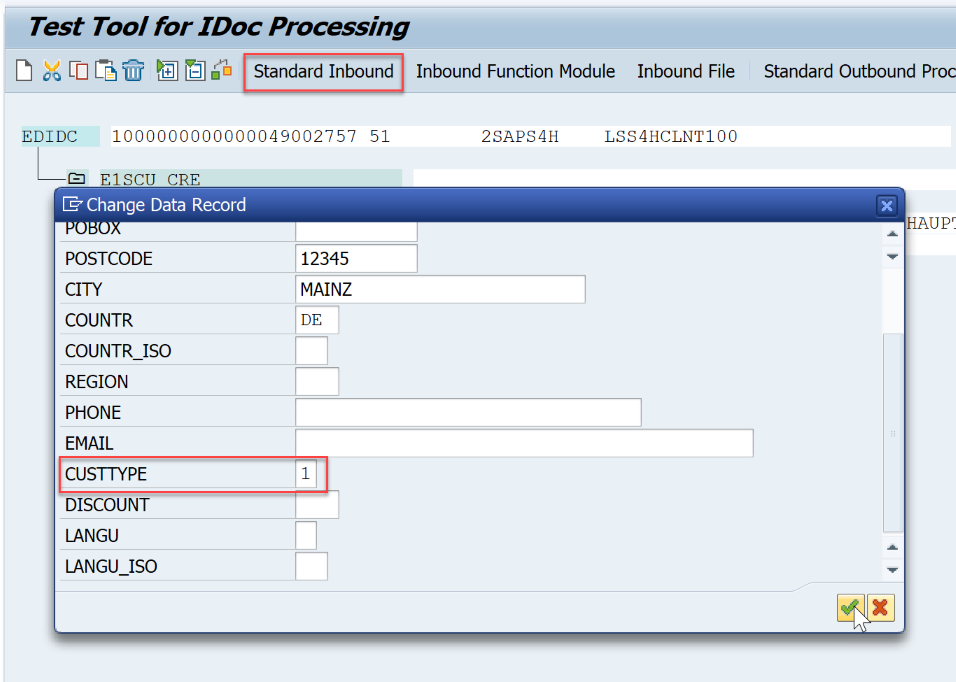 Test Tool for IDoc Processing
Standard Inbound Inbound Function Module Inbound File Standard Outbound Proc
EDIDC 1000000000000049002757 51 2SAPS4H LSS4HCLNT100
E1SCU_CRE
Change Data Record
HAUPT
POBOX
POSTCODE 12345
CITY MAINZ
COUNTR DE
COUNTR_ISO
REGION
PHONE
EMAIL
CUSTTYPE 1
DISCOUNT
LANGU
LANGU_ISO